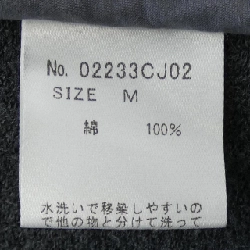 No. 02233CJ02
SIZE M
綿 100%
水洗いで移染しやすいの
で他の物と分けて洗って